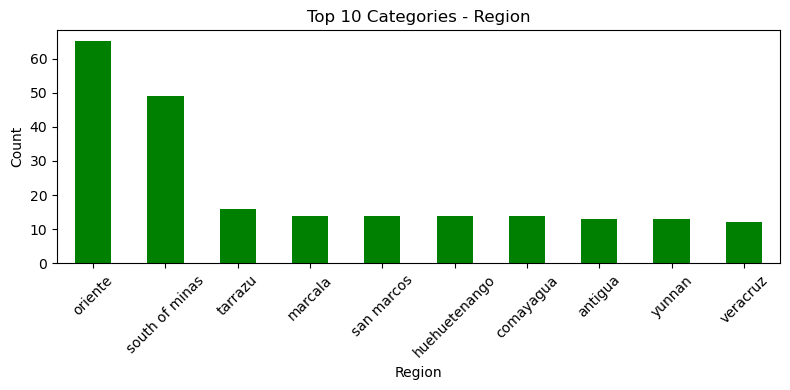 Top 10 Categories - Region
Count
60
50
40
30
20
10
0
oriente
south of minas
tarrazu
marcala
san marcos
huehuetenango
comayagua
antigua
yunnan
veracruz
Region